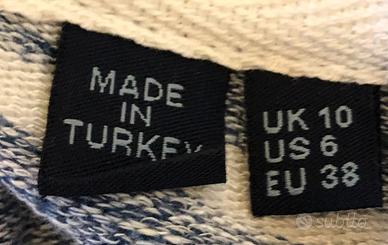 MADE
IN
TURKEY
UK 10
US 6
EU 38
subito